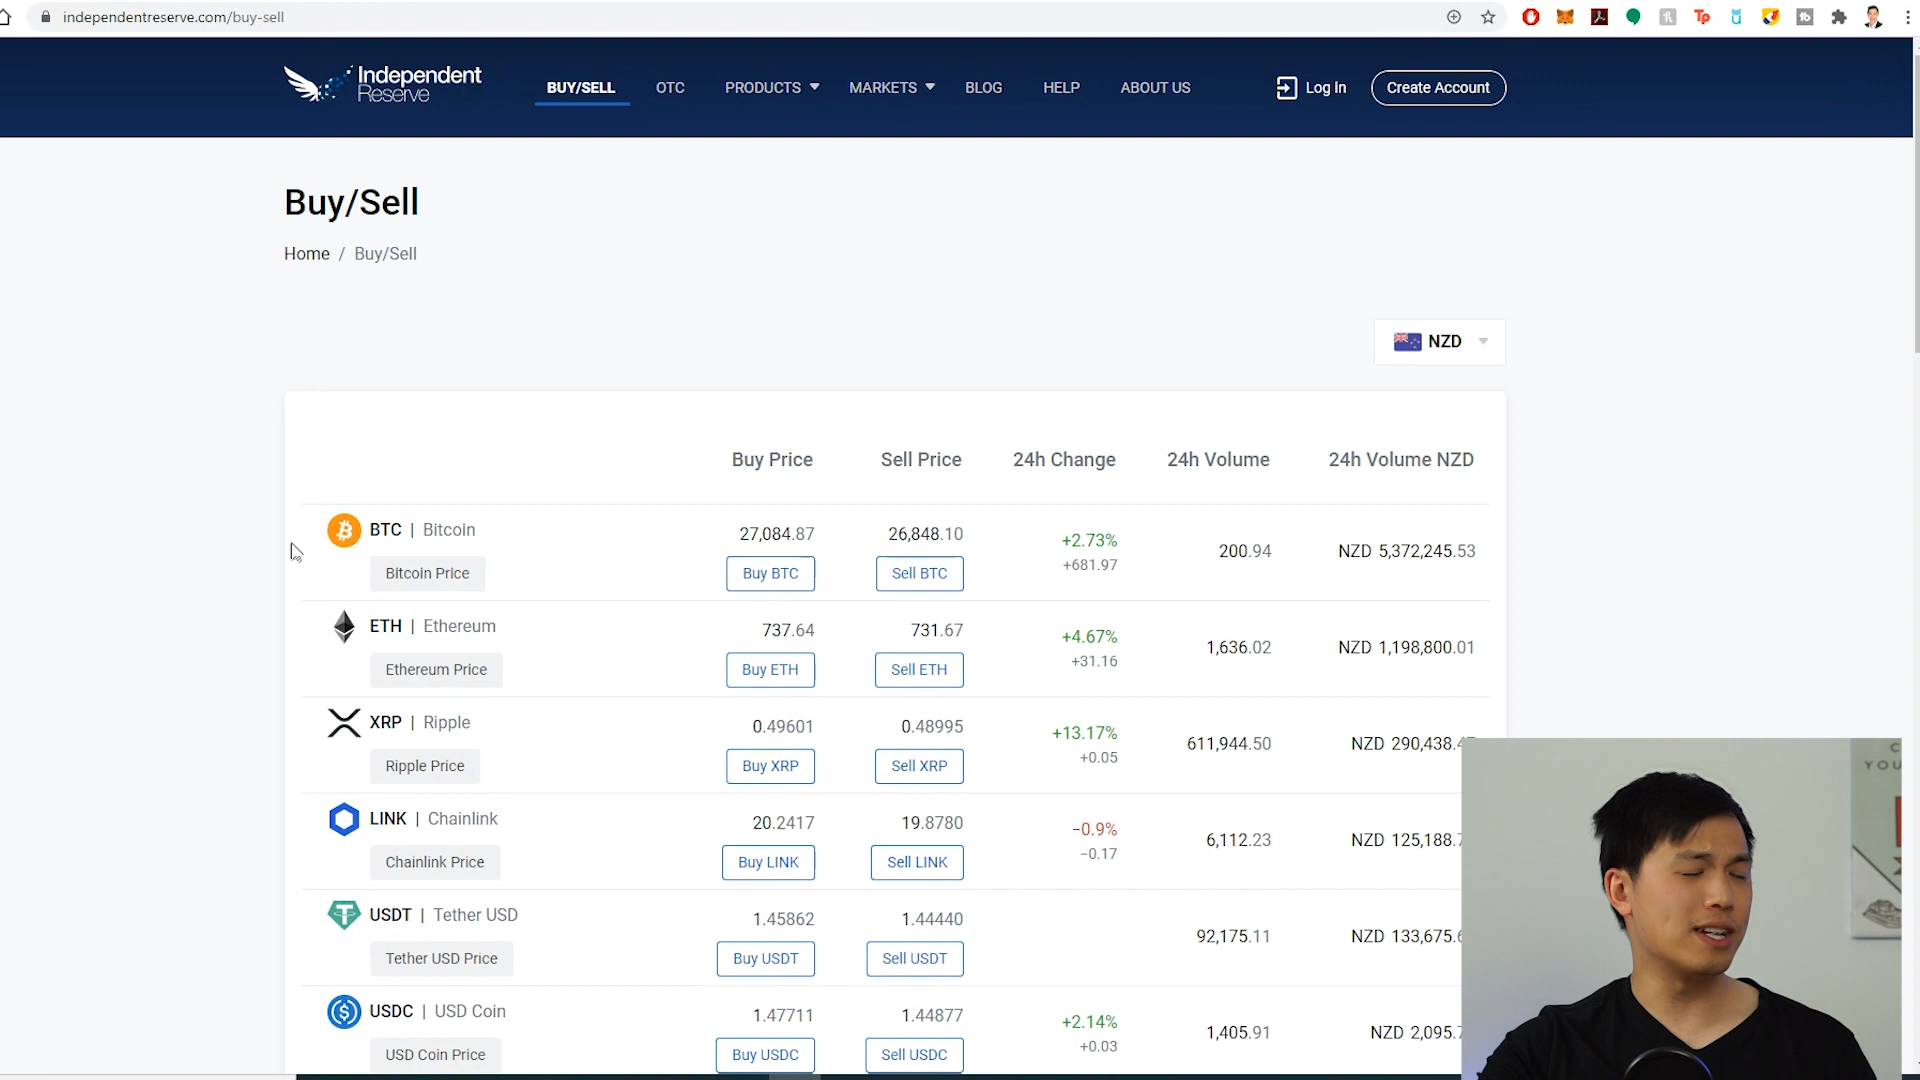 independentreserve.com/buy-sell
Independent Reserve
BUY/SELL
OTC
PRODUCTS
MARKETS
BLOG
HELP
ABOUT US
Log In
Create Account
Buy/Sell
Home / Buy/Sell
NZD
Buy Price Sell Price 24h Change 24h Volume 24h Volume NZD
BTC | Bitcoin
Bitcoin Price
27,084.87
Buy BTC
26,848.10
Sell BTC
+2.73%
+681.97
200.94
NZD 5,372,245.53
ETH | Ethereum
Ethereum Price
737.64
Buy ETH
731.67
Sell ETH
+4.67%
+31.16
1,636.02
NZD 1,198,800.01
XRP | Ripple
Ripple Price
0.49601
Buy XRP
0.48995
Sell XRP
+13.17%
+0.05
611,944.50
NZD 290,438.4
LINK | Chainlink
Chainlink Price
20.2417
Buy LINK
19.8780
Sell LINK
−0.9%
−0.17
6,112.23
NZD 125,188.
USDT | Tether USD
Tether USD Price
1.45862
Buy USDT
1.44440
Sell USDT
92,175.11
NZD 133,675.
USDC | USD Coin
USD Coin Price
1.47711
Buy USDC
1.44877
Sell USDC
+2.14%
+0.03
1,405.91
NZD 2,095.
YOU